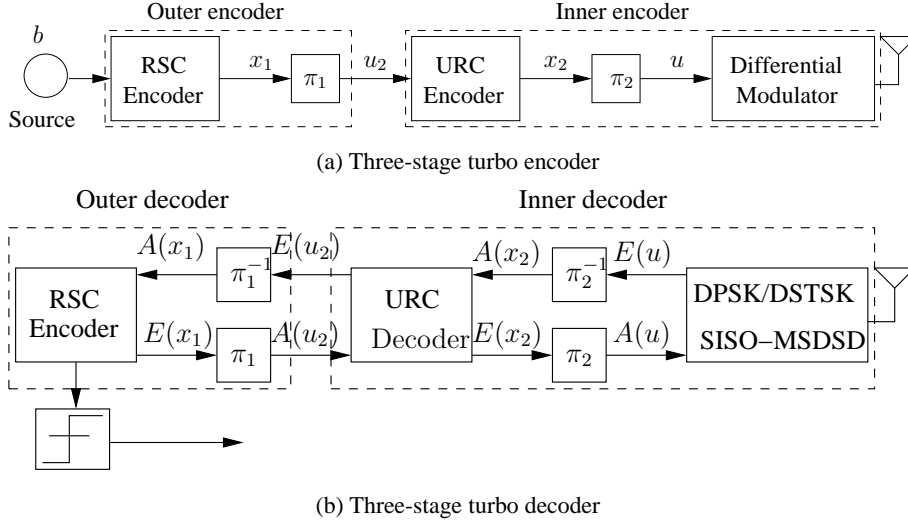 Outer encoder
Inner encoder
b
RSC
Encoder
x₁
π₁
u₂
URC
Encoder
x₂
π₂
u
Differential
Modulator
Source
(a) Three-stage turbo encoder
Outer decoder
Inner decoder
A(x₁)
π₁⁻¹
E(u₂)
A(x₂)
π₂⁻¹
E(u)
RSC
Encoder
URC
Decoder
DPSK/DSTSK
SISO-MSDSD
E(x₁)
π₁
A(u₂)
E(x₂)
π₂
A(u)
(b) Three-stage turbo decoder